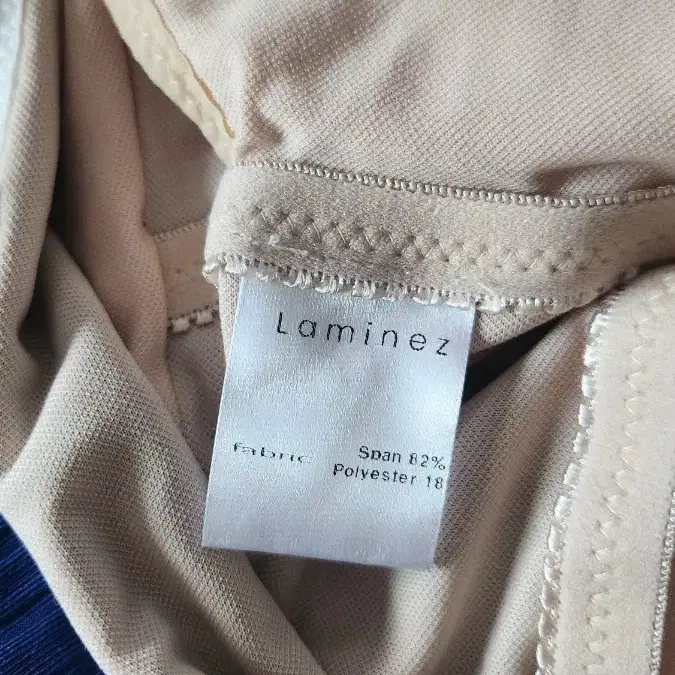 Laminez
fabric
Span 82%
Polyester 18